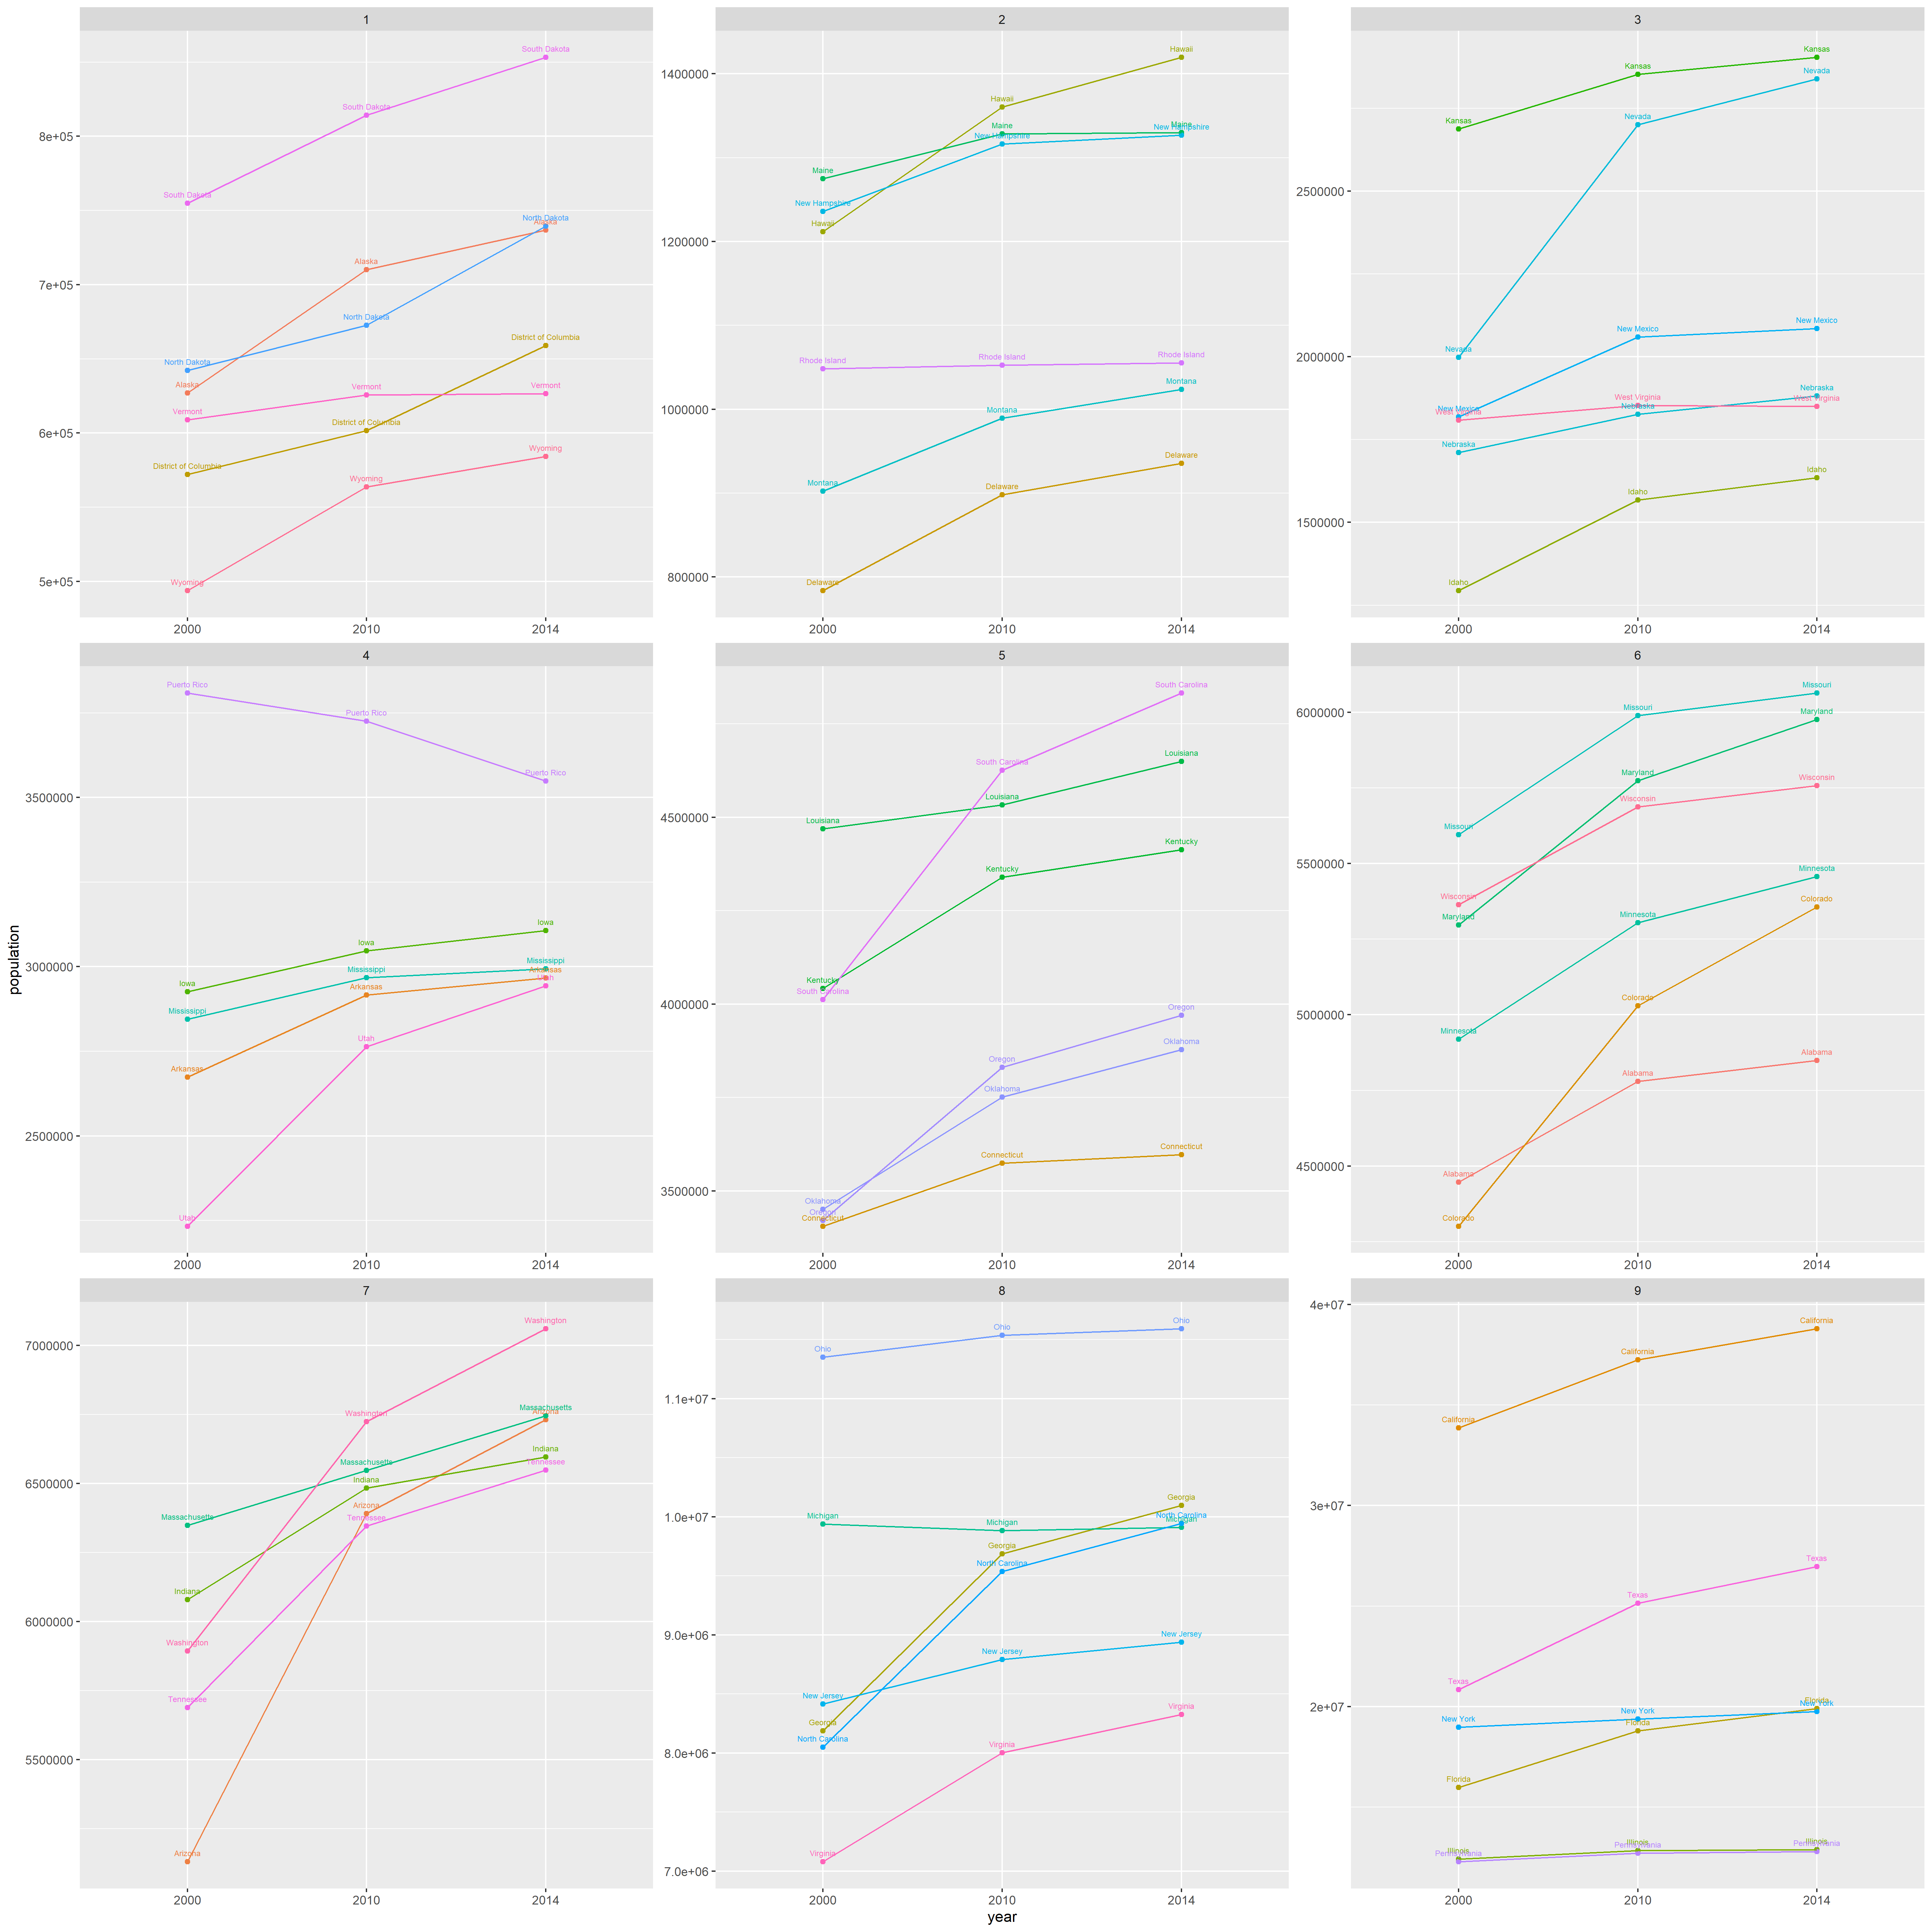 1
South Dakota
South Dakota
South Dakota
8e+05
North Dakota
Alaska
Alaska
7e+05
North Dakota
District of Columbia
North Dakota
Alaska
Vermont
Vermont
Vermont
6e+05
District of Columbia
Wyoming
District of Columbia
Wyoming
5e+05
Wyoming
2000 2010 2014
2
Hawaii
1400000
Hawaii
Maine
Maine
New Hampshire
New Hampshire
Maine
New Hampshire
Hawaii
1200000
Rhode Island
Rhode Island
Rhode Island
Montana
1000000
Montana
Delaware
Montana
Delaware
800000
Delaware
2000 2010 2014
3
Kansas
Kansas
Nevada
Kansas
Nevada
2500000
New Mexico
New Mexico
2000000
Nevada
Nebraska
West Virginia
West Virginia
New Mexico
West Virginia
Nebraska
Nebraska
Idaho
Idaho
1500000
Idaho
2000 2010 2014
4
Puerto Rico
Puerto Rico
Puerto Rico
3500000
Iowa
Iowa
Iowa
Mississippi
3000000
Mississippi
Arkansas
Utah
Arkansas
Mississippi
Utah
Arkansas
2500000
Utah
2000 2010 2014
5
South Carolina
South Carolina
Louisiana
Louisiana
Louisiana
4500000
Kentucky
Kentucky
Kentucky
South Carolina
4000000
Oregon
Oklahoma
Oregon
Oklahoma
Connecticut
Connecticut
Oklahoma
Oregon
Connecticut
3500000
2000 2010 2014
6
Missouri
Missouri
6000000
Maryland
Maryland
Wisconsin
Wisconsin
Missouri
5500000
Minnesota
Wisconsin
Maryland
Minnesota
Colorado
Colorado
5000000
Minnesota
Alabama
Alabama
4500000
Alabama
Colorado
2000 2010 2014
population
7
Washington
7000000
Washington
Massachusetts
Arizona
Massachusetts
Indiana
Indiana
Tennessee
6500000
Massachusetts
Arizona
Tennessee
Indiana
6000000
Washington
Tennessee
5500000
Arizona
2000 2010 2014
8
Ohio
Ohio
Ohio
1.1e+07
Georgia
North Carolina
Michigan
Michigan
Michigan
1.0e+07
Georgia
North Carolina
9.0e+06
New Jersey
New Jersey
New Jersey
Georgia
North Carolina
Virginia
Virginia
8.0e+06
Virginia
7.0e+06
2000 2010 2014
9
4e+07
California
California
California
3e+07
Texas
Texas
Texas
Florida
New York
New York
New York
Florida
2e+07
Florida
Illinois
Pennsylvania
Illinois
Pennsylvania
Illinois
Pennsylvania
2000 2010 2014
year